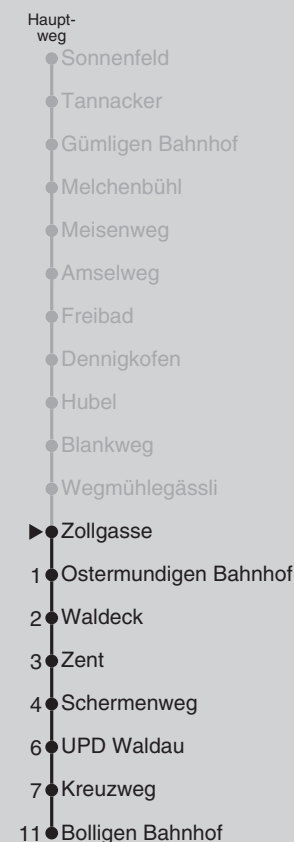 Haupt-
weg
Sonnenfeld
Tannacker
Gümligen Bahnhof
Melchenbühl
Meisenweg
Amselweg
Freibad
Dennigkofen
Hubel
Blankweg
Wegmühlegässli
Zollgasse
1 Ostermundigen Bahnhof
2 Waldeck
3 Zent
4 Schermenweg
6 UPD Waldau
7 Kreuzweg
11 Bolligen Bahnhof